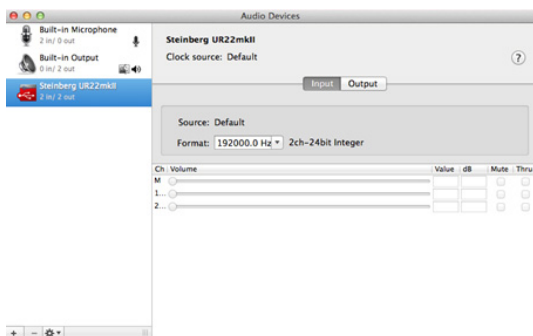 Audio Devices
Built-in Microphone
2 in/ 0 out
Built-in Output
0 in/ 2 out
Steinberg UR22mkII
2 in/ 2 out
Steinberg UR22mkII
Clock source: Default
?
Input Output
Source: Default
Format: 192000.0 Hz 2ch-24bit Integer
Ch Volume Value dB Mute Thru
M
1...
2...
+ −